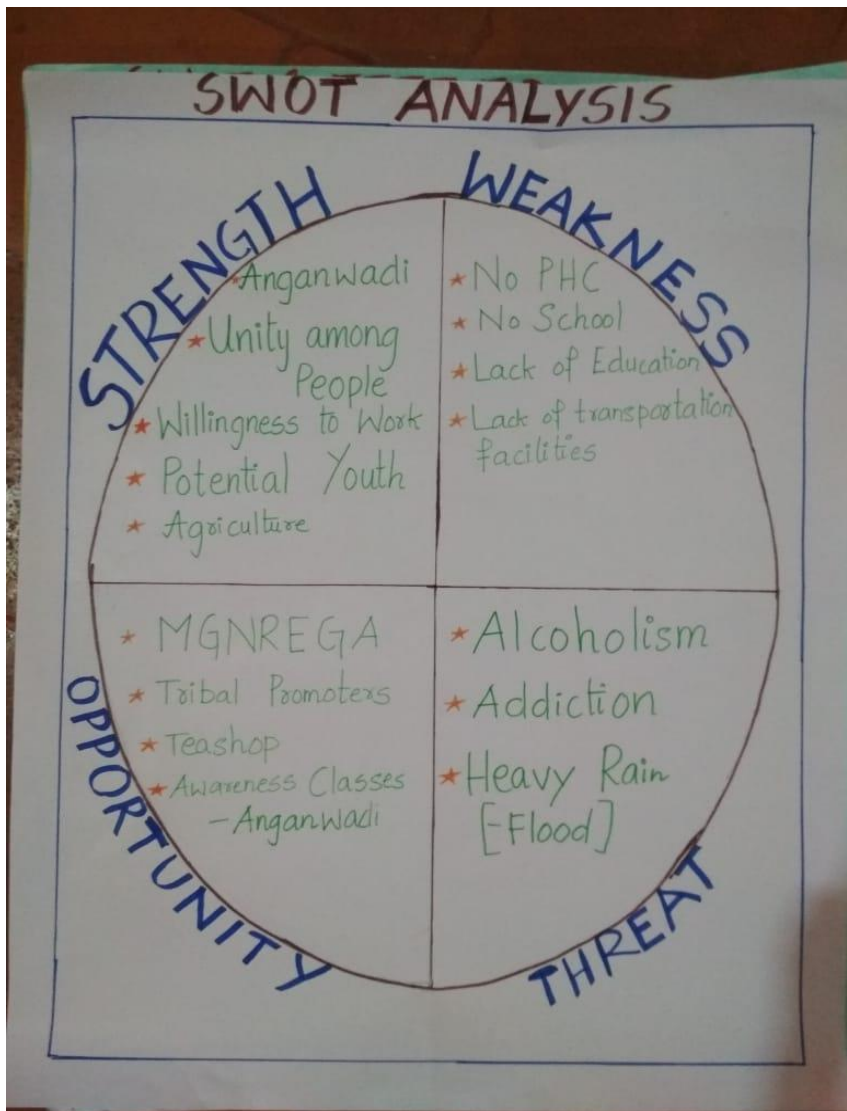 SWOT ANALYSIS
STRENGTH
Anganwadi
Unity among
People
Willingness to Work
Potential Youth
Agriculture
WEAKNESS
No PHC
No School
Lack of Education
Lack of transportation
facilities
OPPORTUNITY
MGNREGA
Tribal Promoters
Teashop
Awareness Classes
- Anganwadi
THREAT
Alcoholism
Addiction
Heavy Rain
[-Flood]